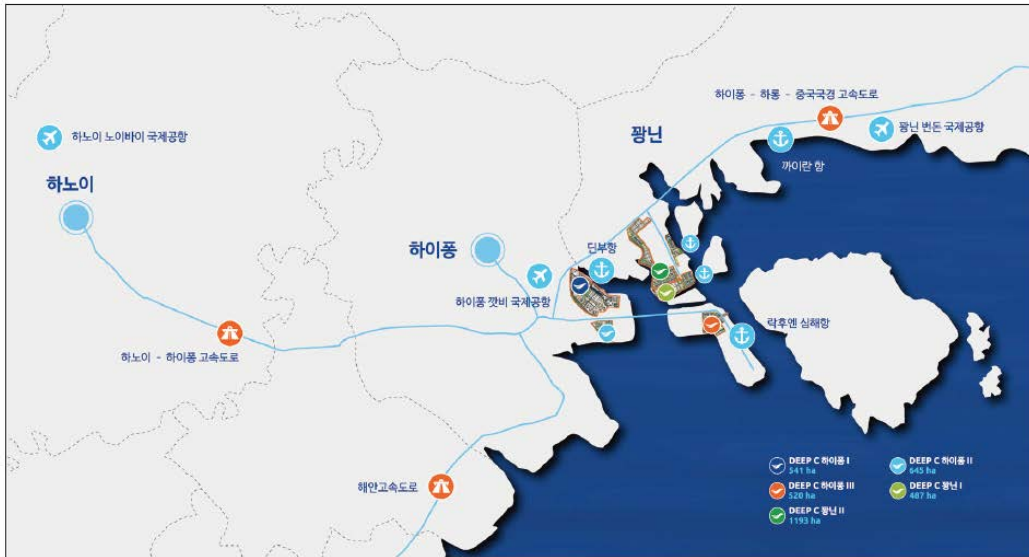 하이퐁 - 하롱 - 중국국경 고속도로
하노이 노이바이 국제공항
꽝닌
꽝닌 번돈 국제공항
까이란 항
하노이
하이퐁
딘부항
하이퐁 깟비 국제공항
락후엔 심해항
하노이 - 하이퐁 고속도로
해안고속도로
DEEP C 하이퐁 I
541 ha
DEEP C 하이퐁 II
645 ha
DEEP C 하이퐁 III
520 ha
DEEP C 꽝닌 I
487 ha
DEEP C 꽝닌 II
1193 ha